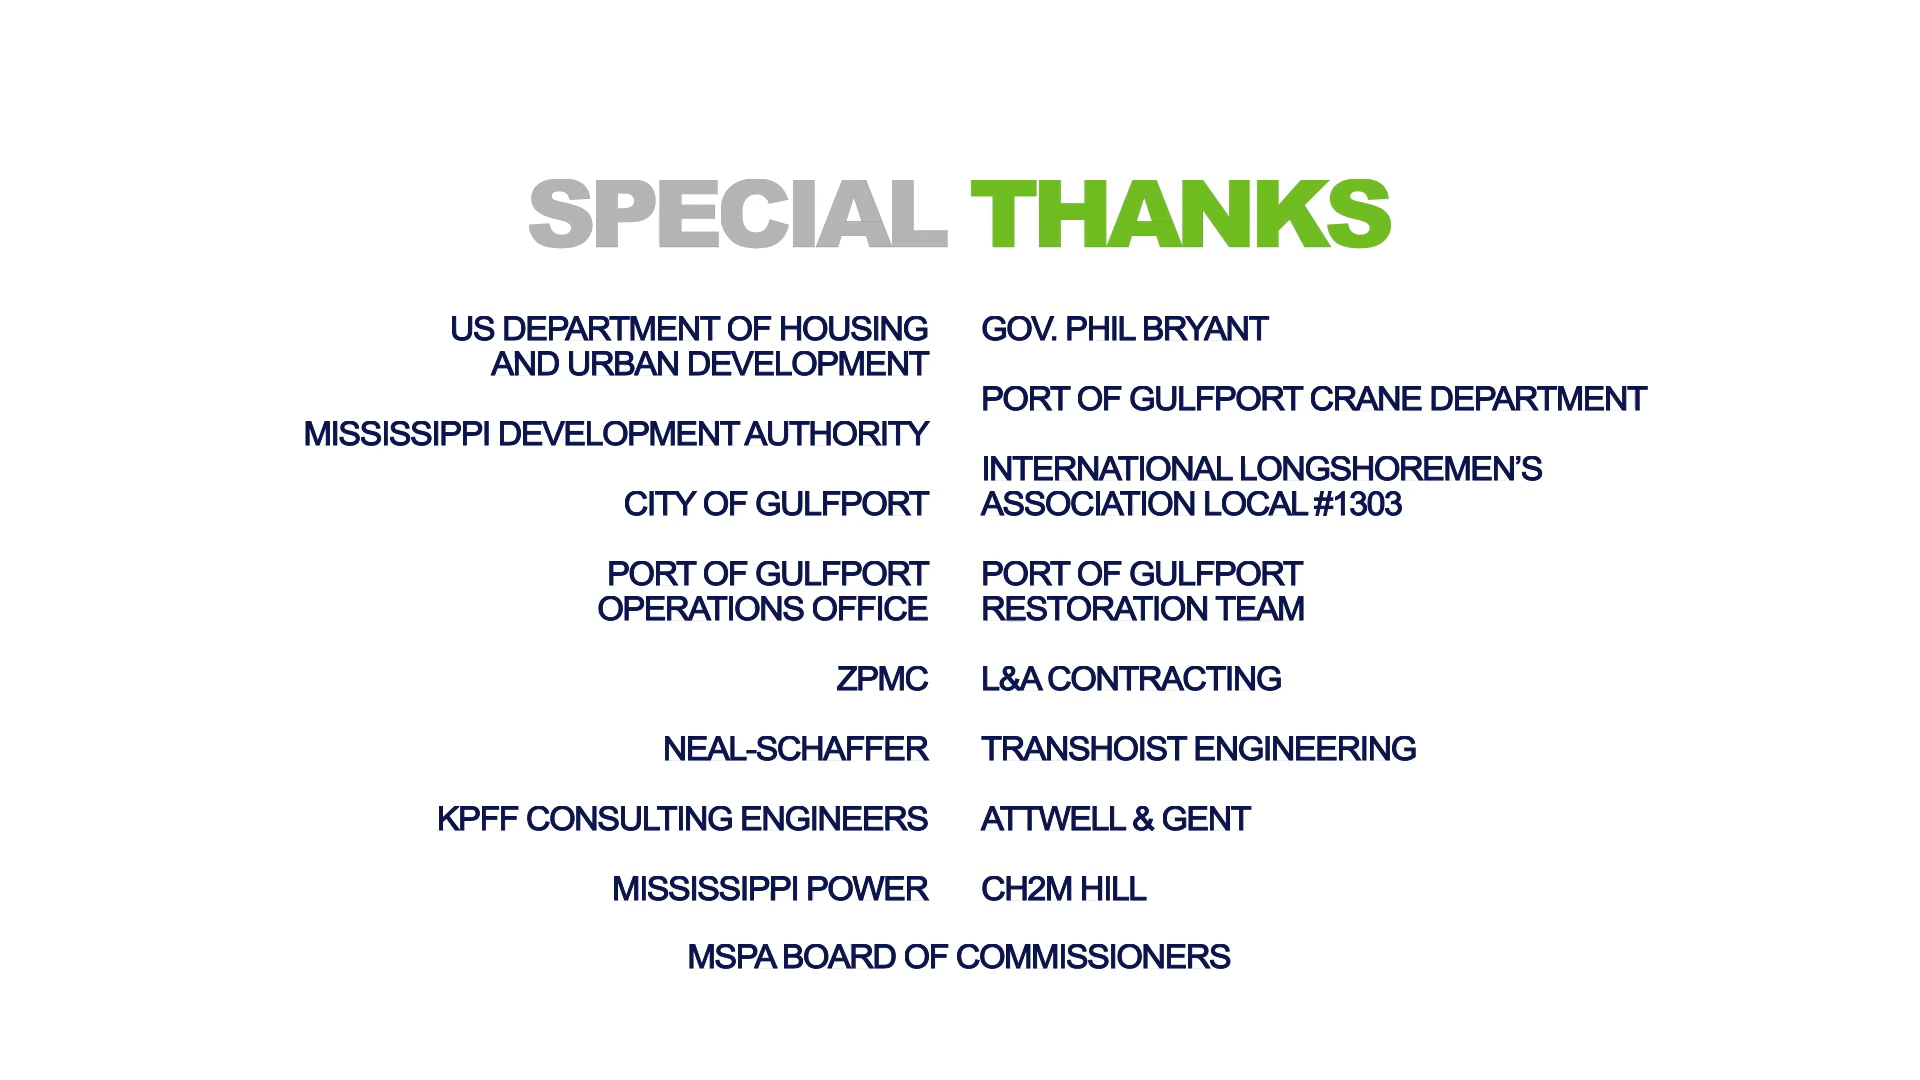 SPECIAL THANKS
US DEPARTMENT OF HOUSING
AND URBAN DEVELOPMENT
MISSISSIPPI DEVELOPMENT AUTHORITY
CITY OF GULFPORT
PORT OF GULFPORT
OPERATIONS OFFICE
ZPMC
NEAL-SCHAFFER
KPFF CONSULTING ENGINEERS
MISSISSIPPI POWER
GOV. PHIL BRYANT
PORT OF GULFPORT CRANE DEPARTMENT
INTERNATIONAL LONGSHOREMEN’S
ASSOCIATION LOCAL #1303
PORT OF GULFPORT
RESTORATION TEAM
L&A CONTRACTING
TRANSHOIST ENGINEERING
ATTWELL & GENT
CH2M HILL
MSPA BOARD OF COMMISSIONERS